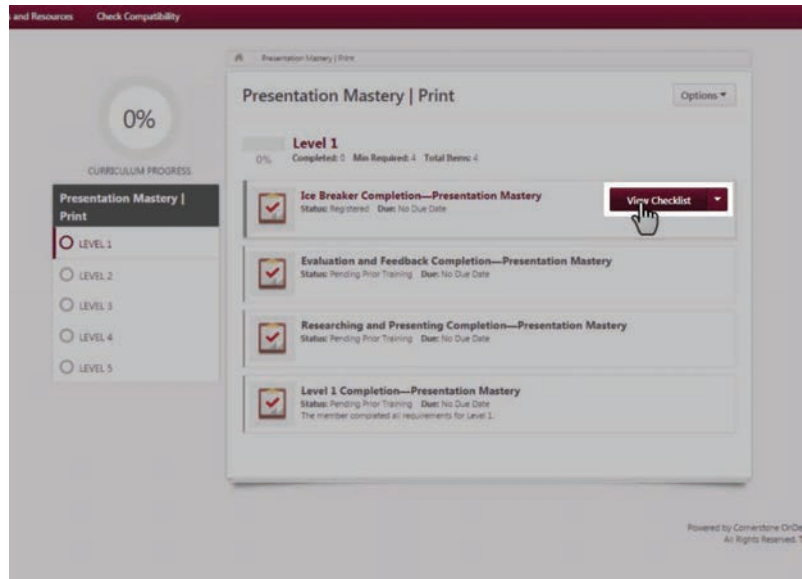 and Resources Check Compatibility
Presentation Mastery | Print
Presentation Mastery | Print
Options
0%
CURRICULUM PROGRESS
Level 1
0% Completed: 0 Min Required: 4 Total Items: 4
Presentation Mastery |
Print
LEVEL 1
LEVEL 2
LEVEL 3
LEVEL 4
LEVEL 5
Ice Breaker Completion—Presentation Mastery
Status: Registered Due: No Due Date
View Checklist
Evaluation and Feedback Completion—Presentation Mastery
Status: Pending Prior Training Due: No Due Date
Researching and Presenting Completion—Presentation Mastery
Status: Pending Prior Training Due: No Due Date
Level 1 Completion—Presentation Mastery
Status: Pending Prior Training Due: No Due Date
The member completed all requirements for Level 1.
Powered by Cornerstone
All Rights Reserved.